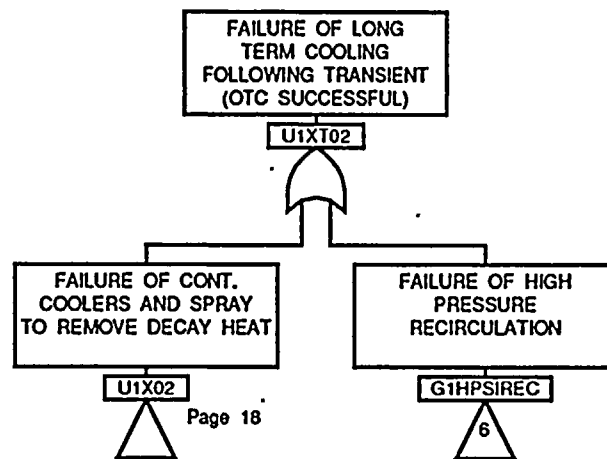 FAILURE OF LONG
TERM COOLING
FOLLOWING TRANSIENT
(OTC SUCCESSFUL)
U1XT02
FAILURE OF CONT.
COOLERS AND SPRAY
TO REMOVE DECAY HEAT
U1X02
Page 18
FAILURE OF HIGH
PRESSURE
RECIRCULATION
G1HPSIREC
6